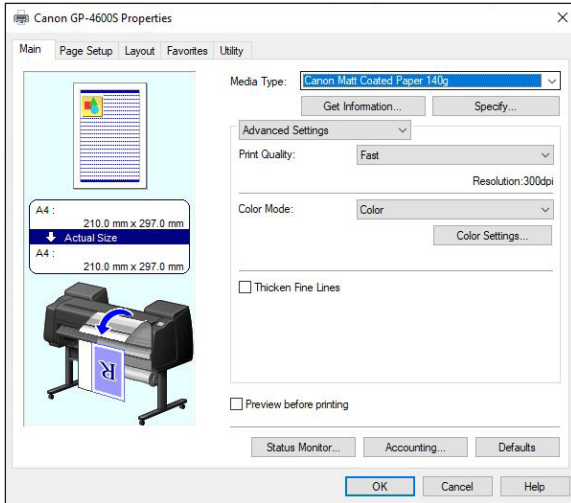 Canon GP-4600S Properties
Main Page Setup Layout Favorites Utility
Media Type: Canon Matt Coated Paper 140g
Get Information... Specify...
Advanced Settings
Print Quality: Fast
Resolution:300dpi
A4 :
210.0 mm x 297.0 mm
Actual Size
A4 :
210.0 mm x 297.0 mm
Color Mode: Color
Color Settings...
Thicken Fine Lines
R
Preview before printing
Status Monitor... Accounting... Defaults
OK Cancel Help